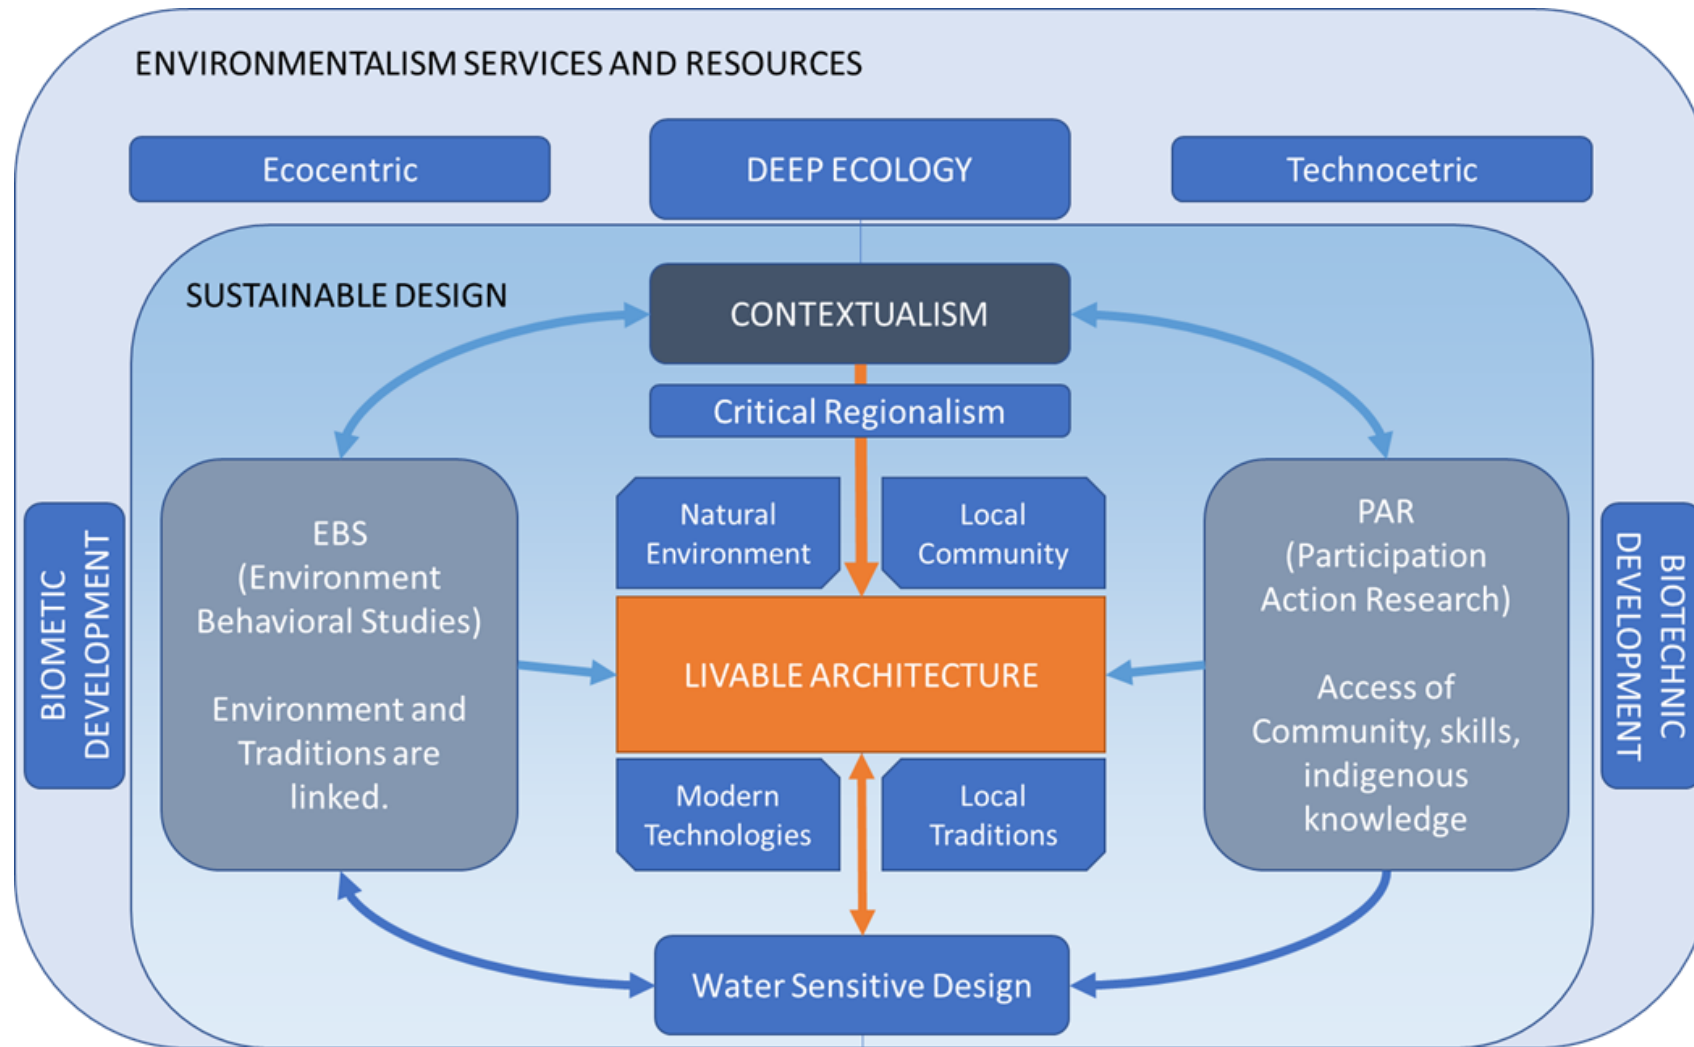 ENVIRONMENTALISM SERVICES AND RESOURCES
Ecocentric
DEEP ECOLOGY
Technocetric
SUSTAINABLE DESIGN
CONTEXTUALISM
Critical Regionalism
BIOMETIC
DEVELOPMENT
EBS
(Environment
Behavioral Studies)
Environment and
Traditions are
linked.
Natural
Environment
Local
Community
LIVABLE ARCHITECTURE
Modern
Technologies
Local
Traditions
PAR
(Participation
Action Research)
Access of
Community, skills,
indigenous
knowledge
BIOTECHNIC
DEVELOPMENT
Water Sensitive Design